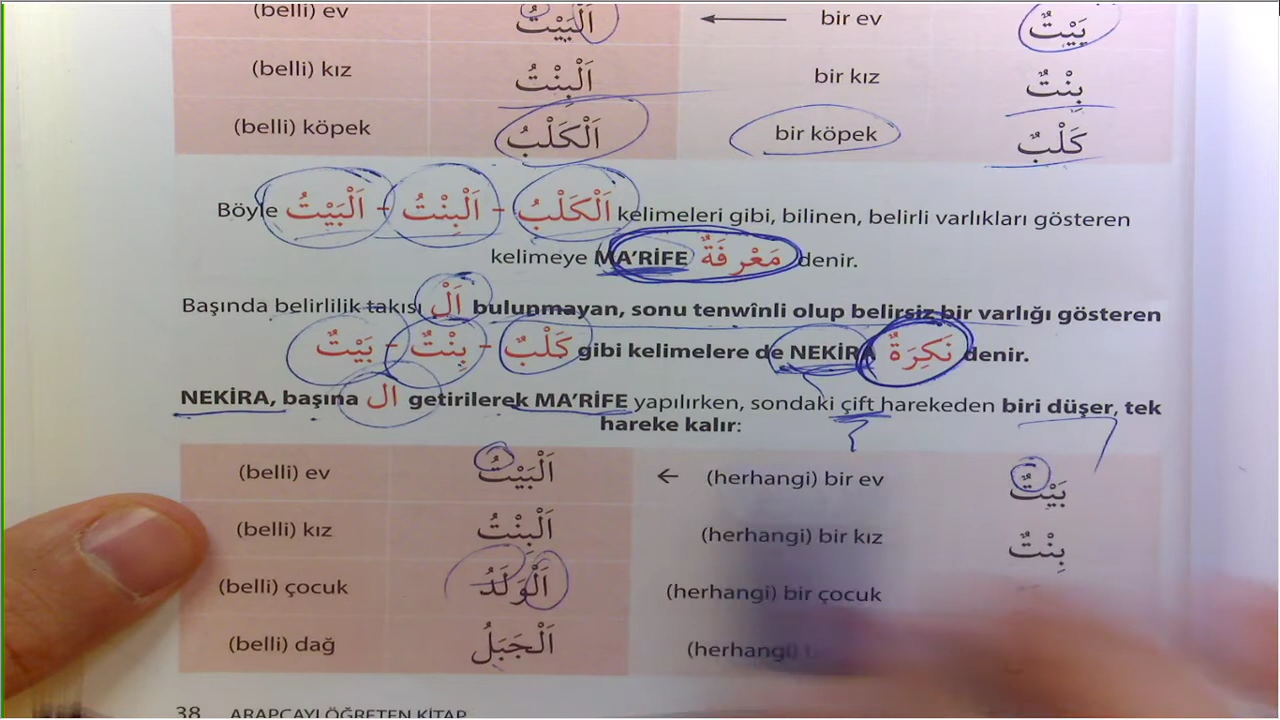 (belli) ev اَلْبَيْتُ ← bir ev بَيْتٌ
(belli) kız اَلْبِنْتُ bir kız بِنْتٌ
(belli) köpek اَلْكَلْبُ bir köpek كَلْبٌ
Böyle اَلْبَيْتُ - اَلْبِنْتُ - اَلْكَلْبُ kelimeleri gibi, bilinen, belirli varlıkları gösteren
kelimeye MA'RİFE مَعْرِفَةٌ denir.
Başında belirlilik takısı اَلْ bulunmayan, sonu tenwînli olup belirsiz bir varlığı gösteren
بَيْتٌ - بِنْتٌ - كَلْبٌ gibi kelimelere de NEKİRA نَكِرَةٌ denir.
NEKİRA, başına ال getirilerek MA'RİFE yapılırken, sondaki çift harekeden biri düşer, tek
hareke kalır:
(belli) ev اَلْبَيْتُ ← (herhangi) bir ev بَيْتٌ
(belli) kız اَلْبِنْتُ (herhangi) bir kız بِنْتٌ
(belli) çocuk اَلْوَلَدُ (herhangi) bir çocuk
(belli) dağ اَلْجَبَلُ (herhangi)
38 ARAPÇAYI ÖĞRETEN KİTAP